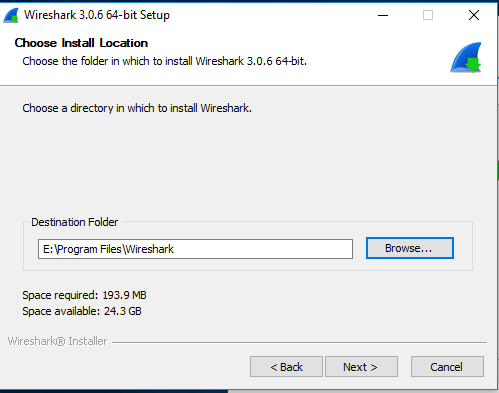 Wireshark 3.0.6 64-bit Setup
Choose Install Location
Choose the folder in which to install Wireshark 3.0.6 64-bit.
Choose a directory in which to install Wireshark.
Destination Folder
E:\Program Files\Wireshark
Browse...
Space required: 193.9 MB
Space available: 24.3 GB
Wireshark® Installer
< Back
Next >
Cancel